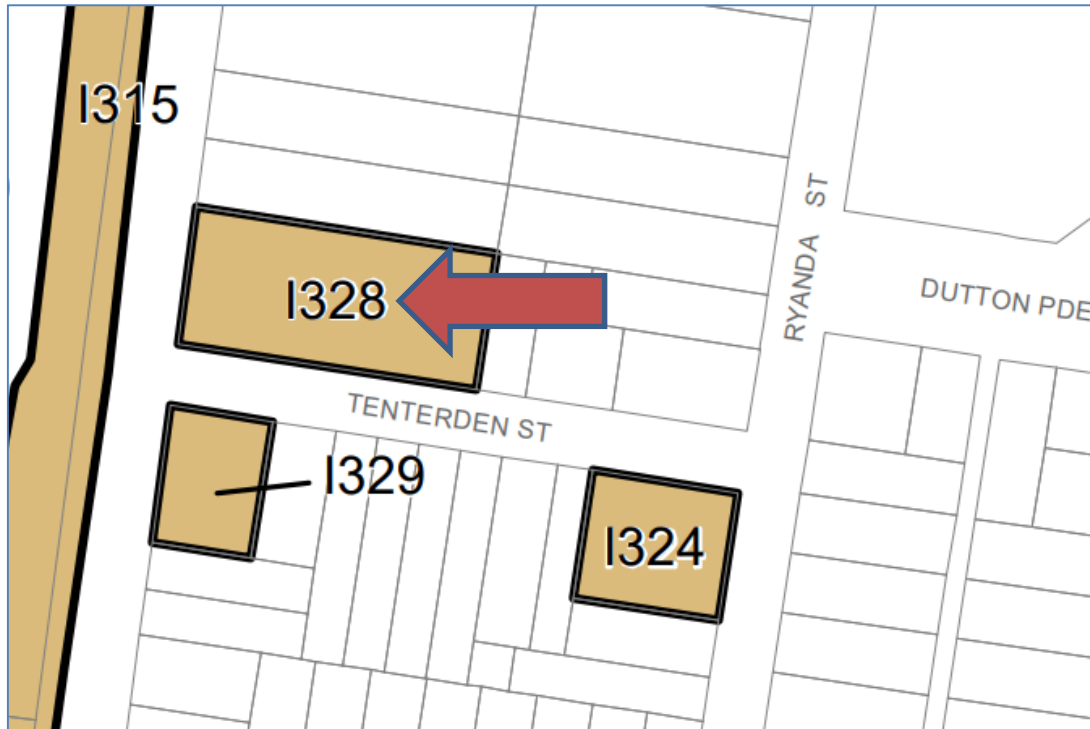 I315
RYANDA ST
I328
DUTTON PDE
TENTERDEN ST
I329
I324